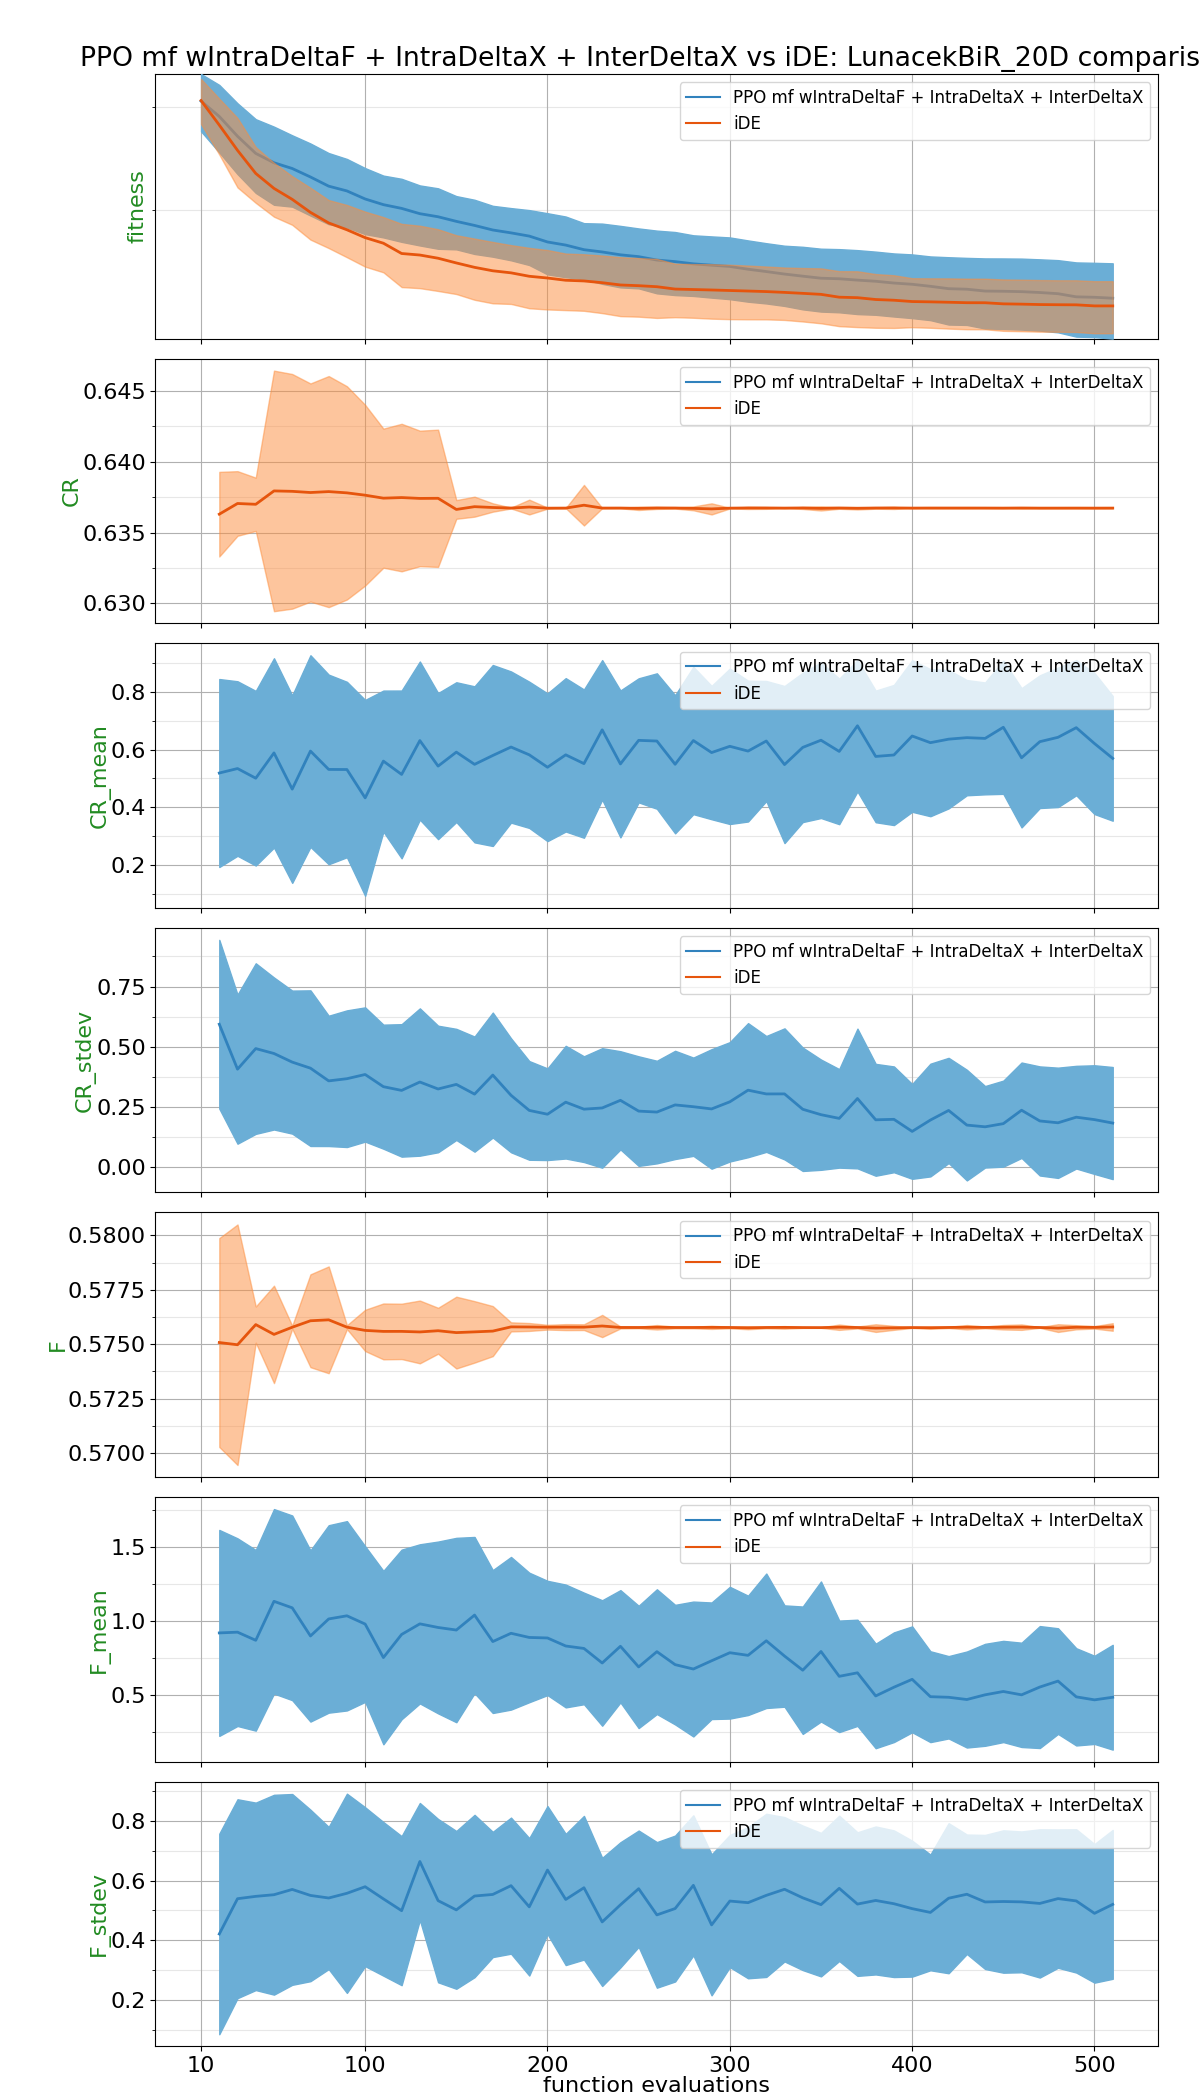 PPO mf wIntraDeltaF + IntraDeltaX + InterDeltaX vs iDE: LunacekBiR_20D comparis
PPO mf wIntraDeltaF + IntraDeltaX + InterDeltaX
iDE
fitness
PPO mf wIntraDeltaF + IntraDeltaX + InterDeltaX
iDE
0.645
0.640
0.635
0.630
CR
PPO mf wIntraDeltaF + IntraDeltaX + InterDeltaX
iDE
0.8
0.6
0.4
0.2
CR_mean
PPO mf wIntraDeltaF + IntraDeltaX + InterDeltaX
iDE
0.75
0.50
0.25
0.00
CR_stdev
PPO mf wIntraDeltaF + IntraDeltaX + InterDeltaX
iDE
0.5800
0.5775
0.5750
0.5725
0.5700
F
PPO mf wIntraDeltaF + IntraDeltaX + InterDeltaX
iDE
1.5
1.0
0.5
F_mean
PPO mf wIntraDeltaF + IntraDeltaX + InterDeltaX
iDE
0.8
0.6
0.4
0.2
F_stdev
10 100 200 300 400 500
function evaluations